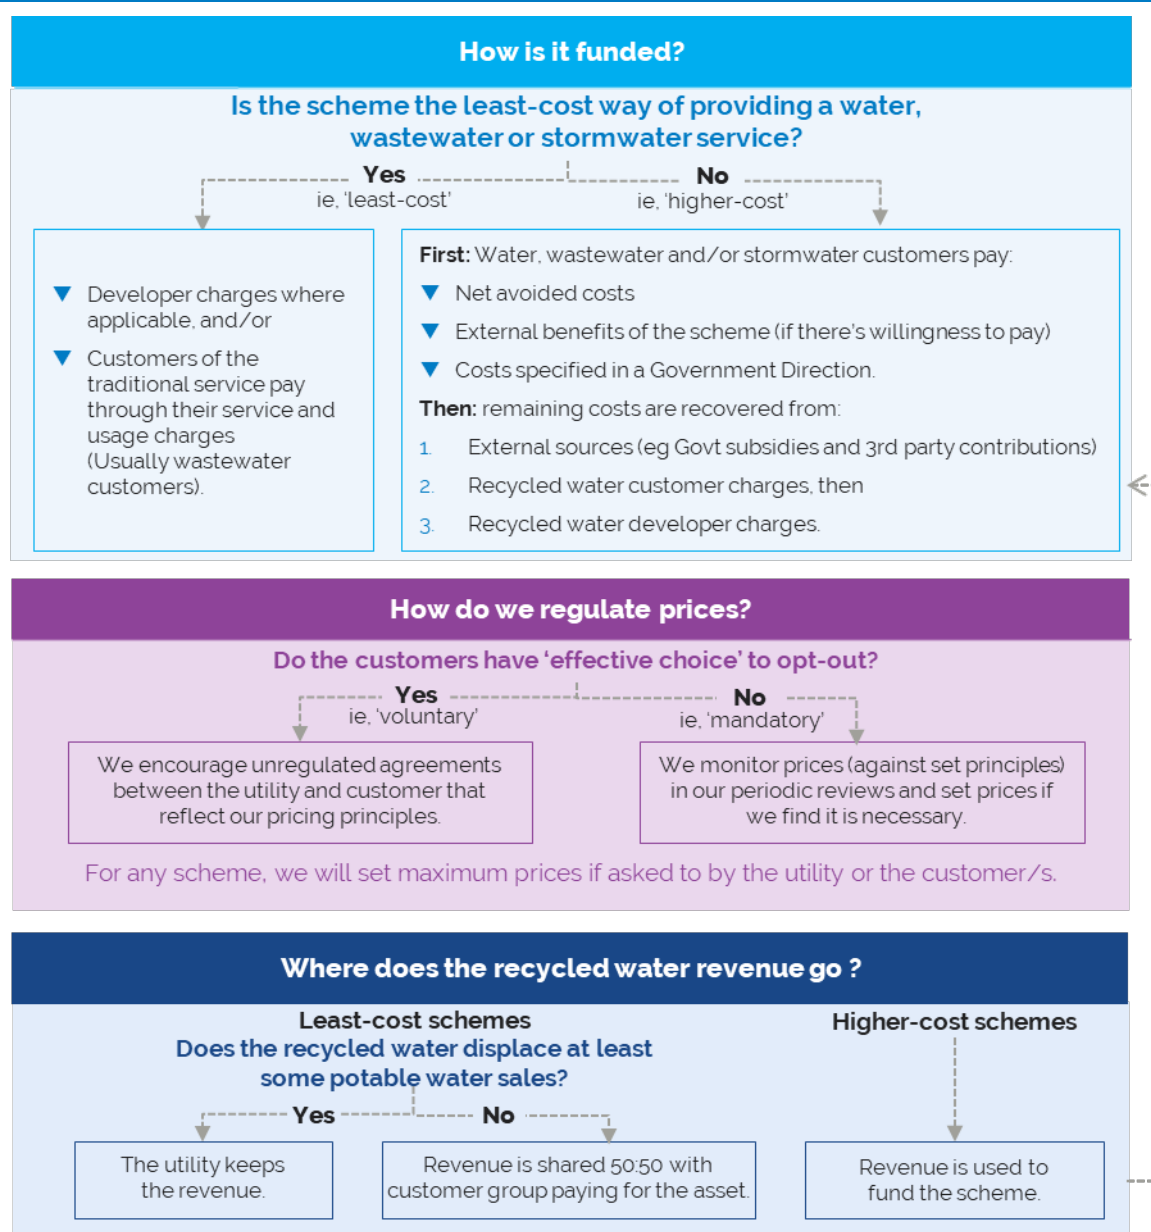 How is it funded?
Is the scheme the least-cost way of providing a water,
wastewater or stormwater service?
Yes
ie, 'least-cost'
No
ie, 'higher-cost'
▼ Developer charges where
applicable, and/or
▼ Customers of the
traditional service pay
through their service and
usage charges
(Usually wastewater
customers).
First: Water, wastewater and/or stormwater customers pay:
▼ Net avoided costs
▼ External benefits of the scheme (if there's willingness to pay)
▼ Costs specified in a Government Direction.
Then: remaining costs are recovered from:
1. External sources (eg Govt subsidies and 3rd party contributions)
2. Recycled water customer charges, then
3. Recycled water developer charges.
How do we regulate prices?
Do the customers have 'effective choice' to opt-out?
Yes
ie, 'voluntary'
No
ie, 'mandatory'
We encourage unregulated agreements
between the utility and customer that
reflect our pricing principles.
We monitor prices (against set principles)
in our periodic reviews and set prices if
we find it is necessary.
For any scheme, we will set maximum prices if asked to by the utility or the customer/s.
Where does the recycled water revenue go ?
Least-cost schemes
Does the recycled water displace at least
some potable water sales?
Yes
No
The utility keeps
the revenue.
Revenue is shared 50:50 with
customer group paying for the asset.
Higher-cost schemes
Revenue is used to
fund the scheme.